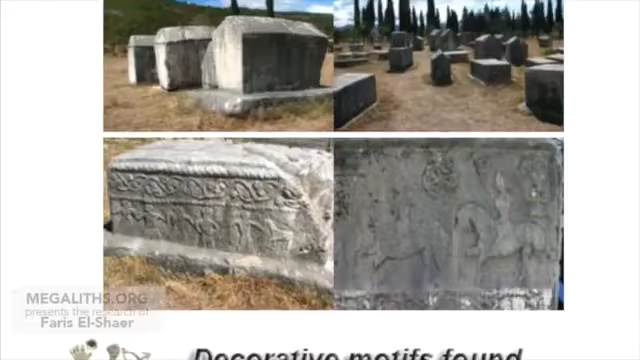 MEGALITHS.ORG
presents the research of
Faris El-Shaer
Decorative motifs found